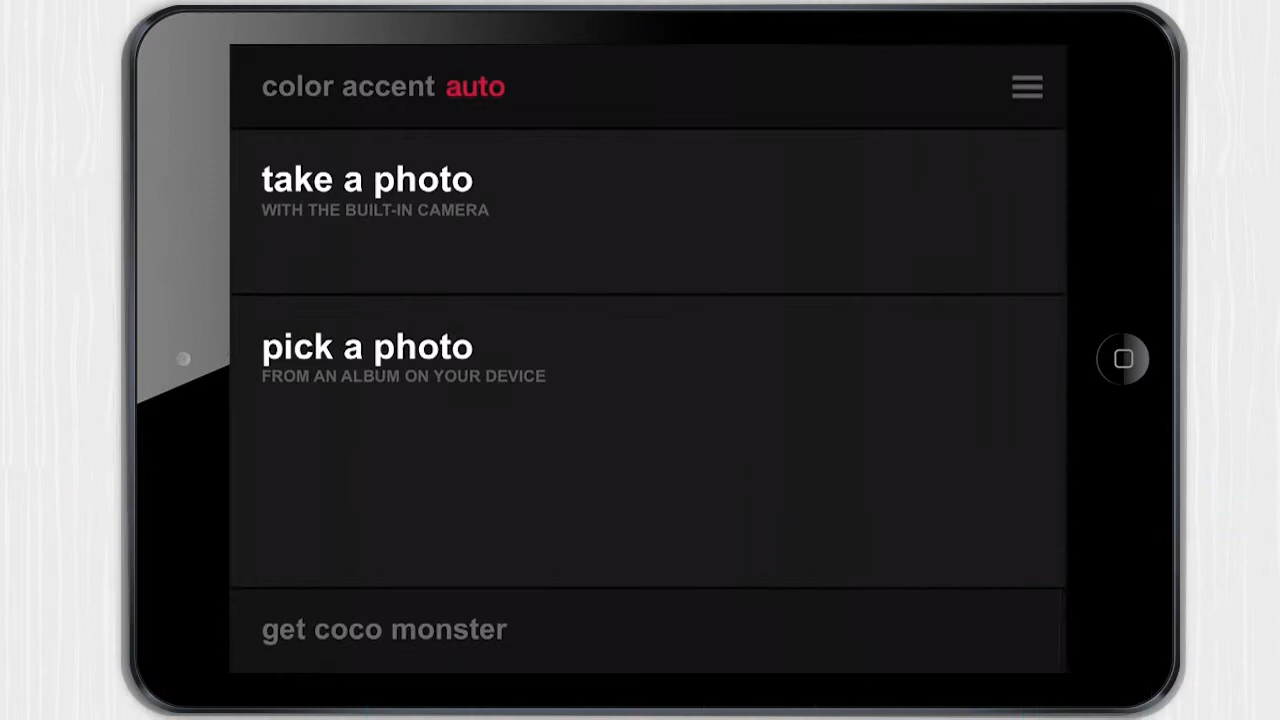 color accent auto
take a photo
WITH THE BUILT-IN CAMERA
pick a photo
FROM AN ALBUM ON YOUR DEVICE
get coco monster